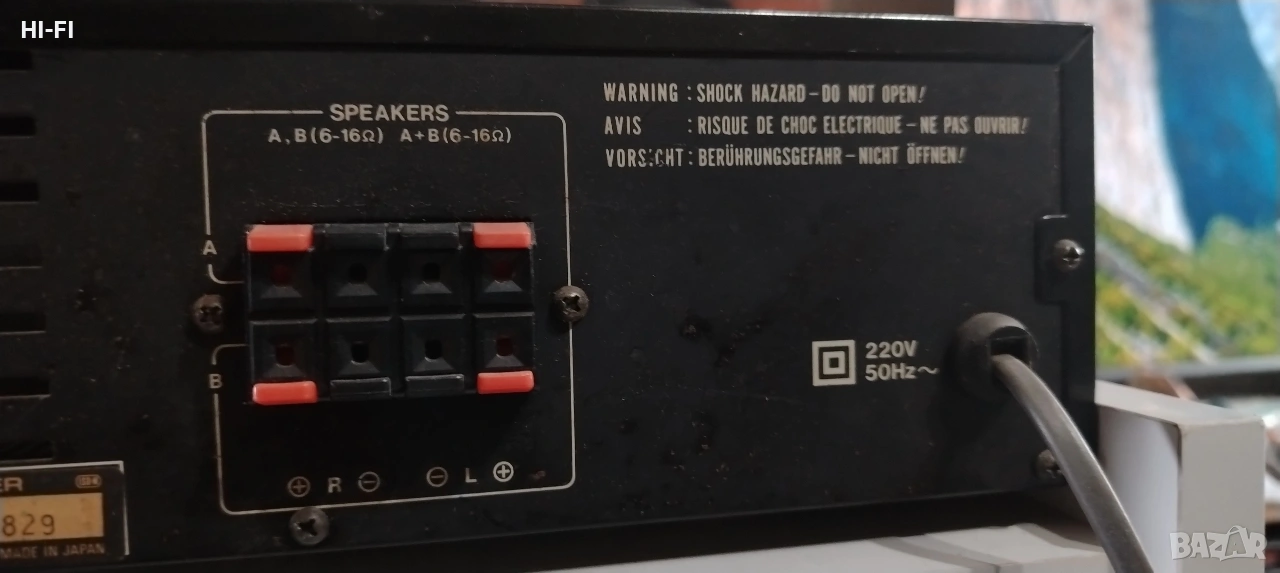 HI-FI
SPEAKERS
A, B (6-16Ω) A+B (6-16Ω)
A
B
⊕ R ⊖ ⊖ L ⊕
WARNING : SHOCK HAZARD – DO NOT OPEN!
AVIS : RISQUE DE CHOC ELECTRIQUE – NE PAS OUVRIR!
VORSICHT : BERÜHRUNGSGEFAHR – NICHT ÖFFNEN!
220V
50Hz~
ER
829
MADE IN JAPAN
BAZAR